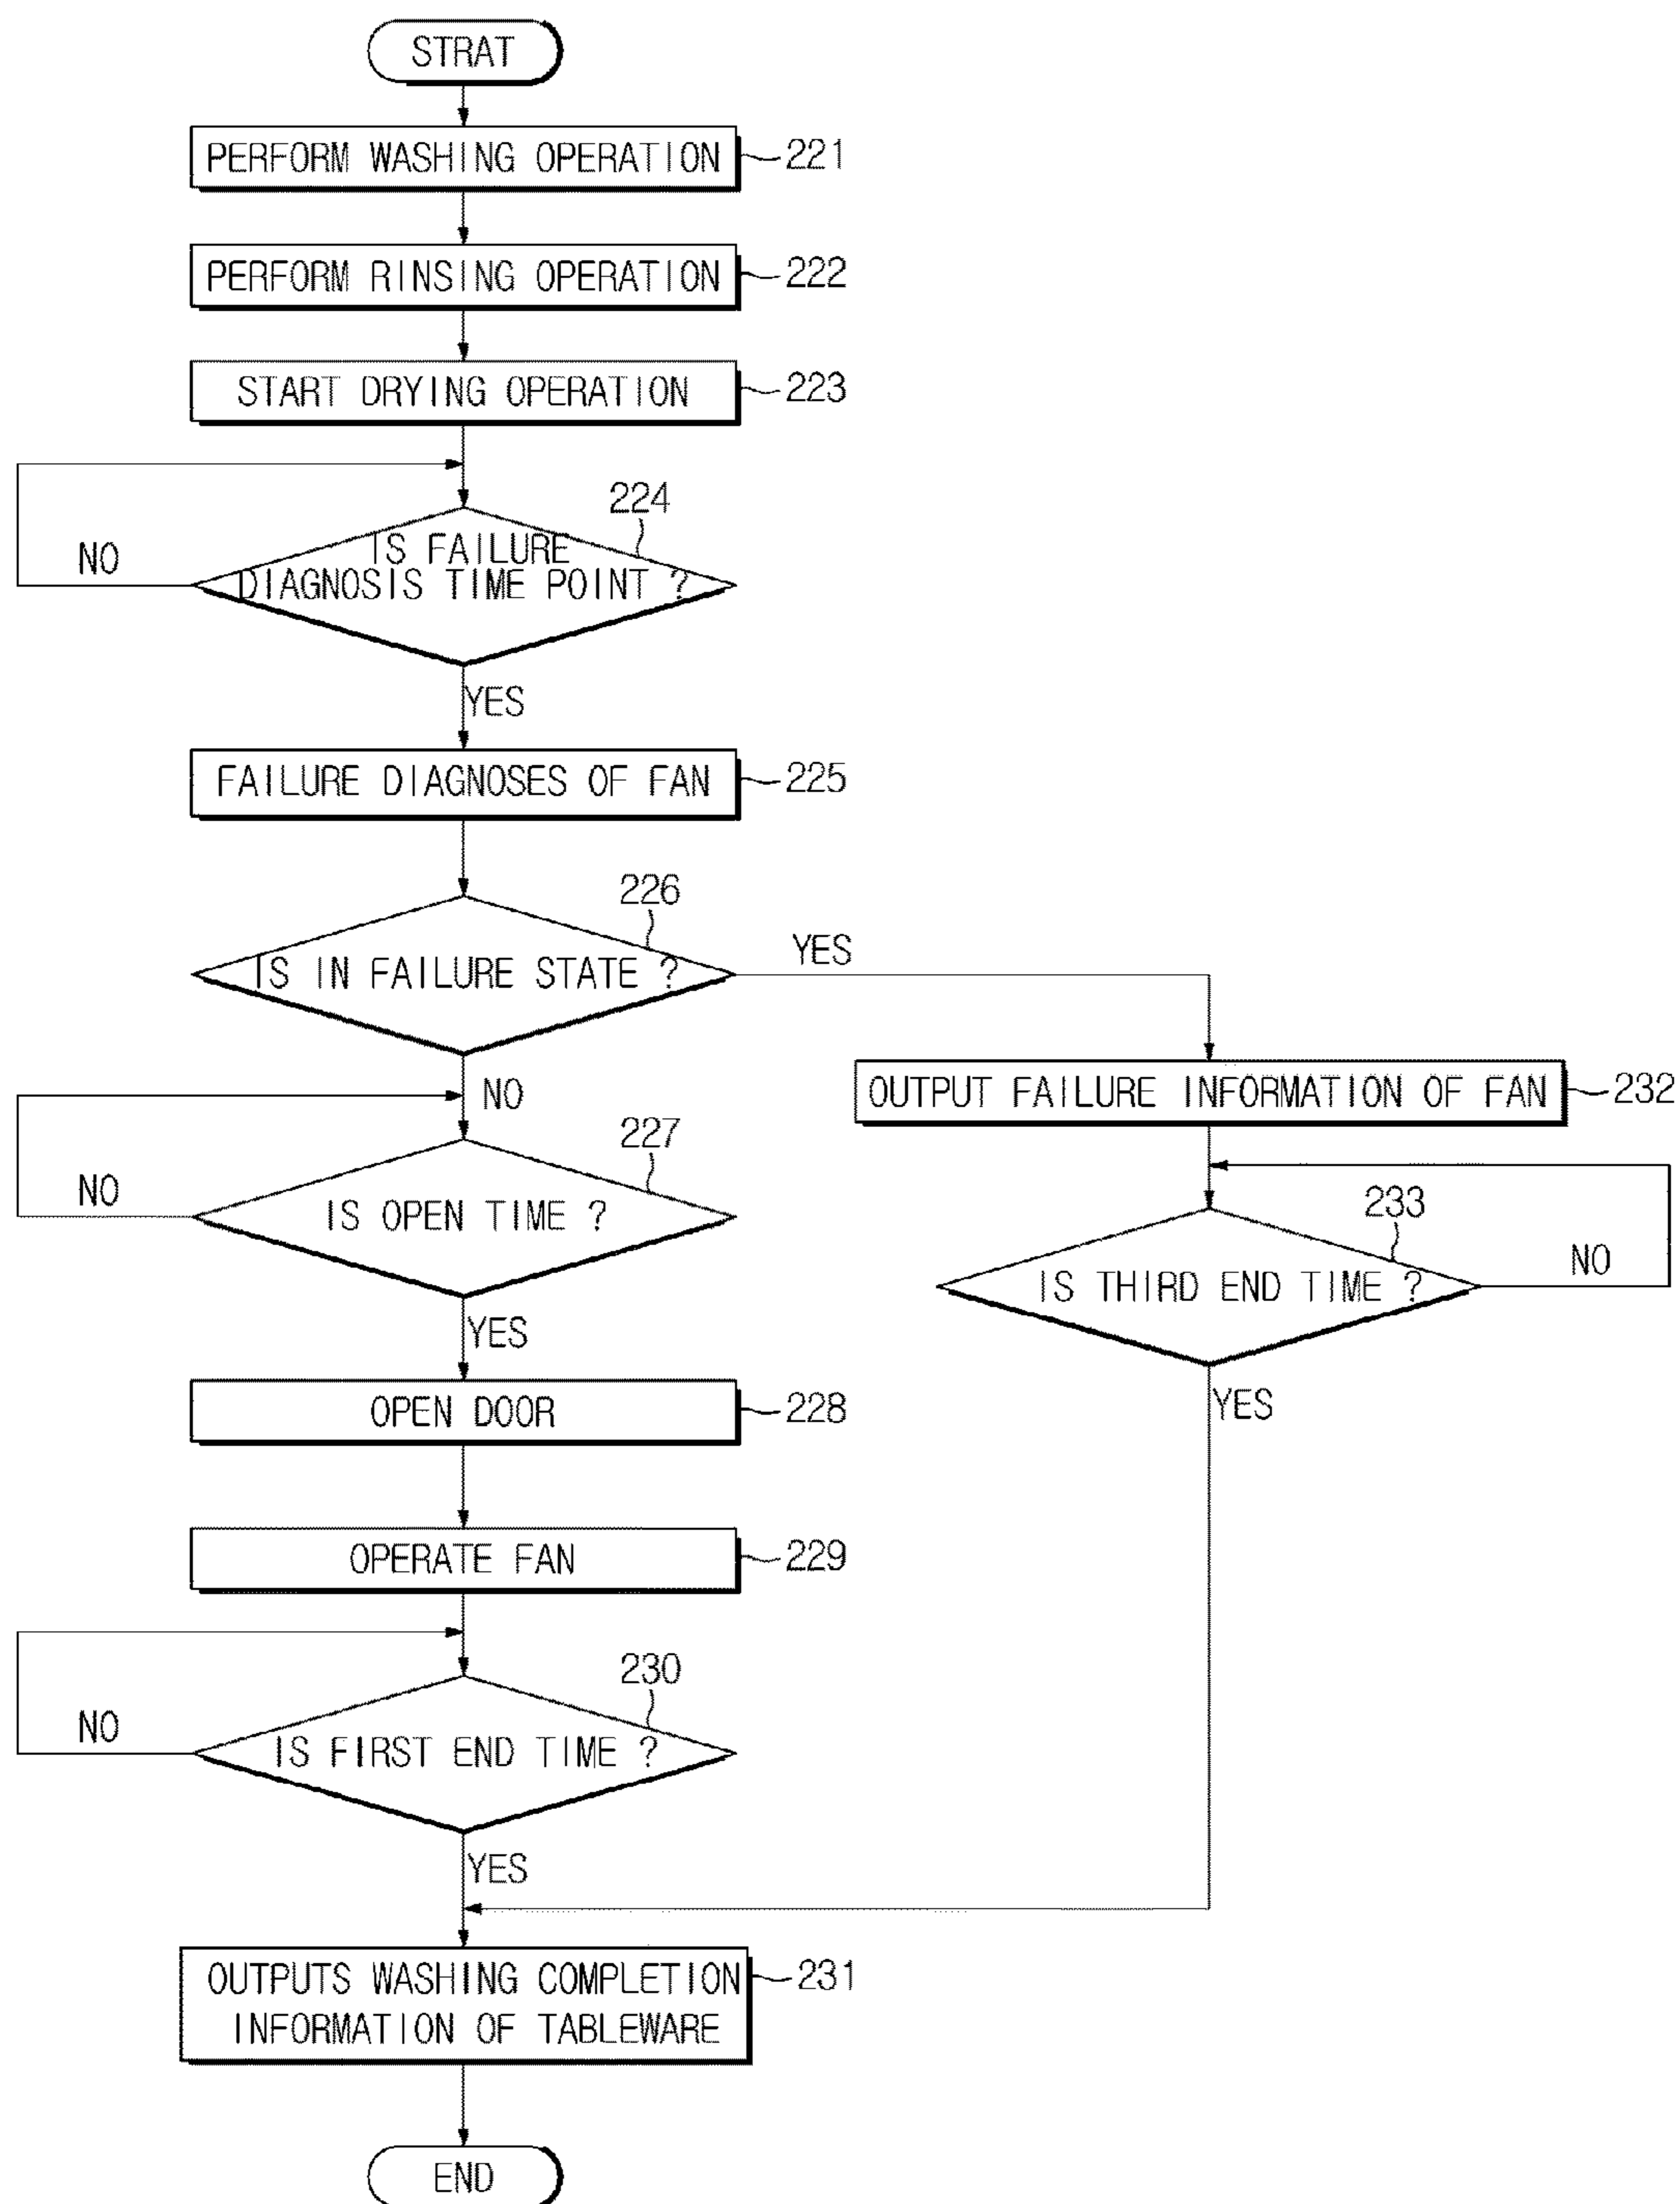 STRAT
PERFORM WASHING OPERATION
221
PERFORM RINSING OPERATION
222
START DRYING OPERATION
223
224
IS FAILURE
DIAGNOSIS TIME POINT ?
NO
YES
FAILURE DIAGNOSES OF FAN
225
226
IS IN FAILURE STATE ?
YES
NO
OUTPUT FAILURE INFORMATION OF FAN
232
227
IS OPEN TIME ?
NO
YES
233
IS THIRD END TIME ?
NO
YES
OPEN DOOR
228
OPERATE FAN
229
230
IS FIRST END TIME ?
NO
YES
OUTPUTS WASHING COMPLETION
INFORMATION OF TABLEWARE
231
END